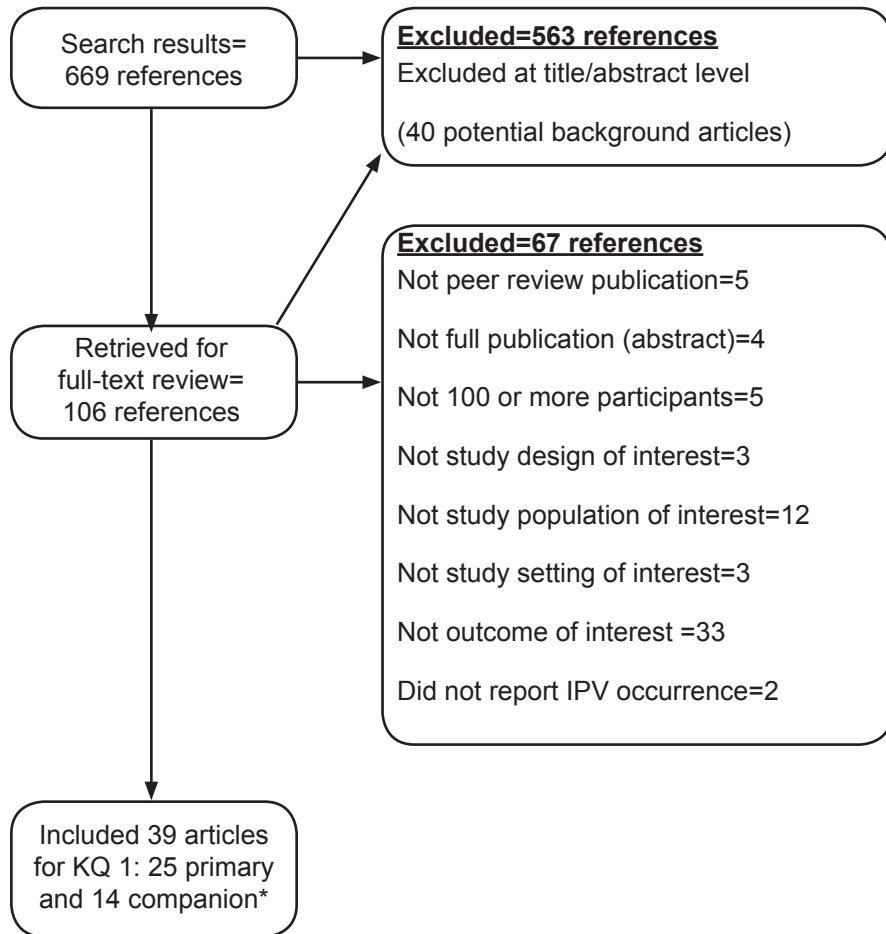 Search results=
669 references
Excluded=563 references
Excluded at title/abstract level
(40 potential background articles)
Retrieved for
full-text review=
106 references
Excluded=67 references
Not peer review publication=5
Not full publication (abstract)=4
Not 100 or more participants=5
Not study design of interest=3
Not study population of interest=12
Not study setting of interest=3
Not outcome of interest =33
Did not report IPV occurrence=2
Included 39 articles
for KQ 1: 25 primary
and 14 companion*